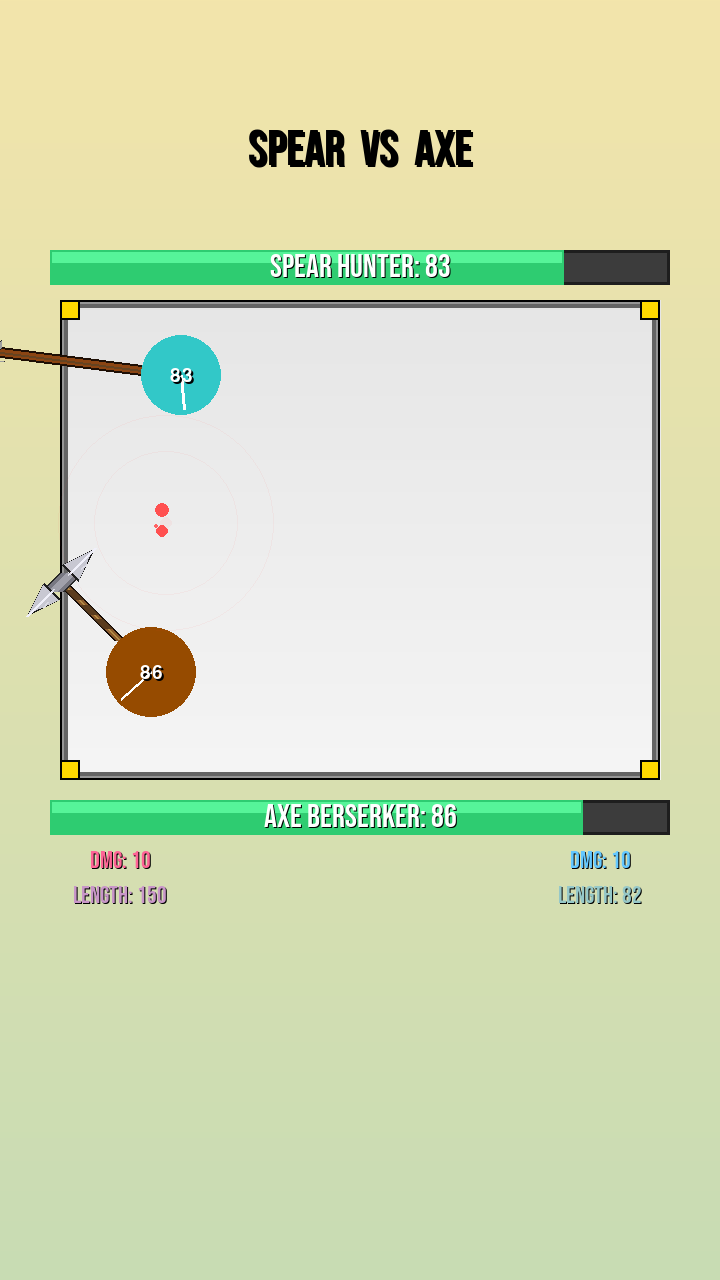 SPEAR VS AXE
SPEAR HUNTER: 83
83
86
AXE BERSERKER: 86
DMG: 10
DMG: 10
LENGTH: 150
LENGTH: 82